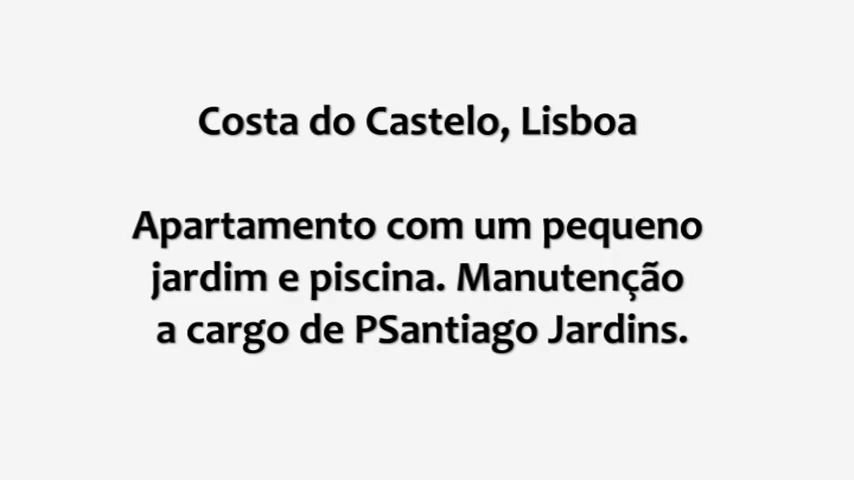 Costa do Castelo, Lisboa
Apartamento com um pequeno
jardim e piscina. Manutenção
a cargo de PSantiago Jardins.